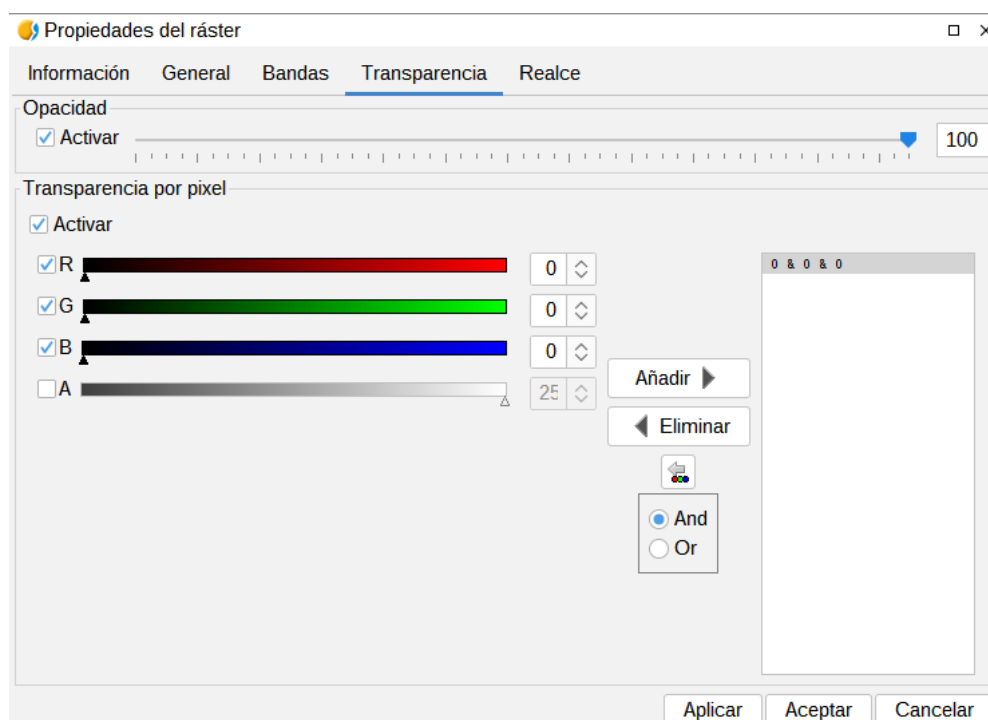 Propiedades del ráster
Información General Bandas Transparencia Realce
Opacidad
Activar 100
Transparencia por pixel
Activar
R 0
G 0
B 0
A 25
0 & 0 & 0
Añadir
Eliminar
And
Or
Aplicar Aceptar Cancelar